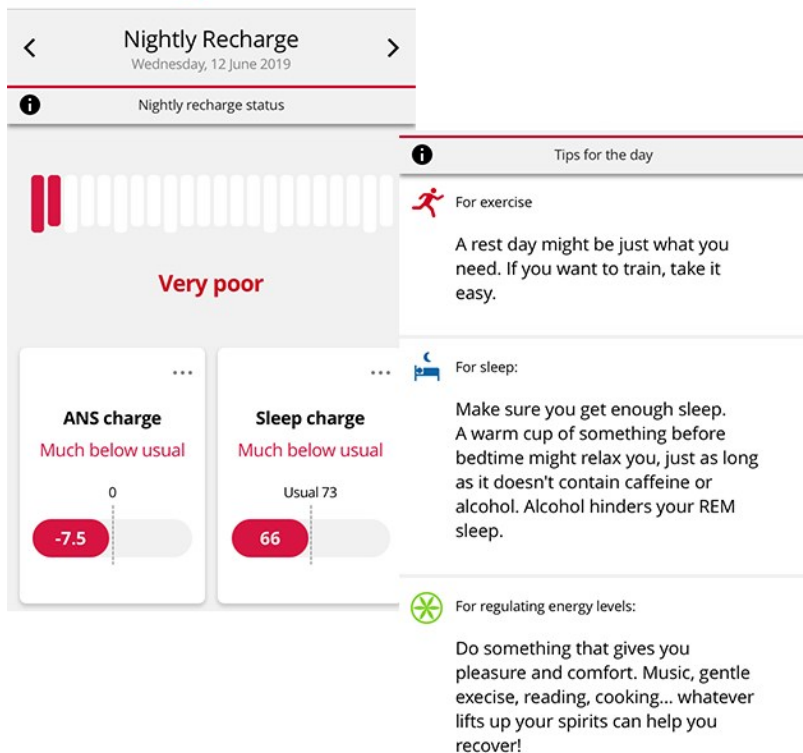 Nightly Recharge
Wednesday, 12 June 2019
Nightly recharge status
Very poor
ANS charge
Much below usual
0
-7.5
Sleep charge
Much below usual
Usual 73
66
Tips for the day
For exercise
A rest day might be just what you
need. If you want to train, take it
easy.
For sleep:
Make sure you get enough sleep.
A warm cup of something before
bedtime might relax you, just as long
as it doesn't contain caffeine or
alcohol. Alcohol hinders your REM
sleep.
For regulating energy levels:
Do something that gives you
pleasure and comfort. Music, gentle
execise, reading, cooking... whatever
lifts up your spirits can help you
recover!